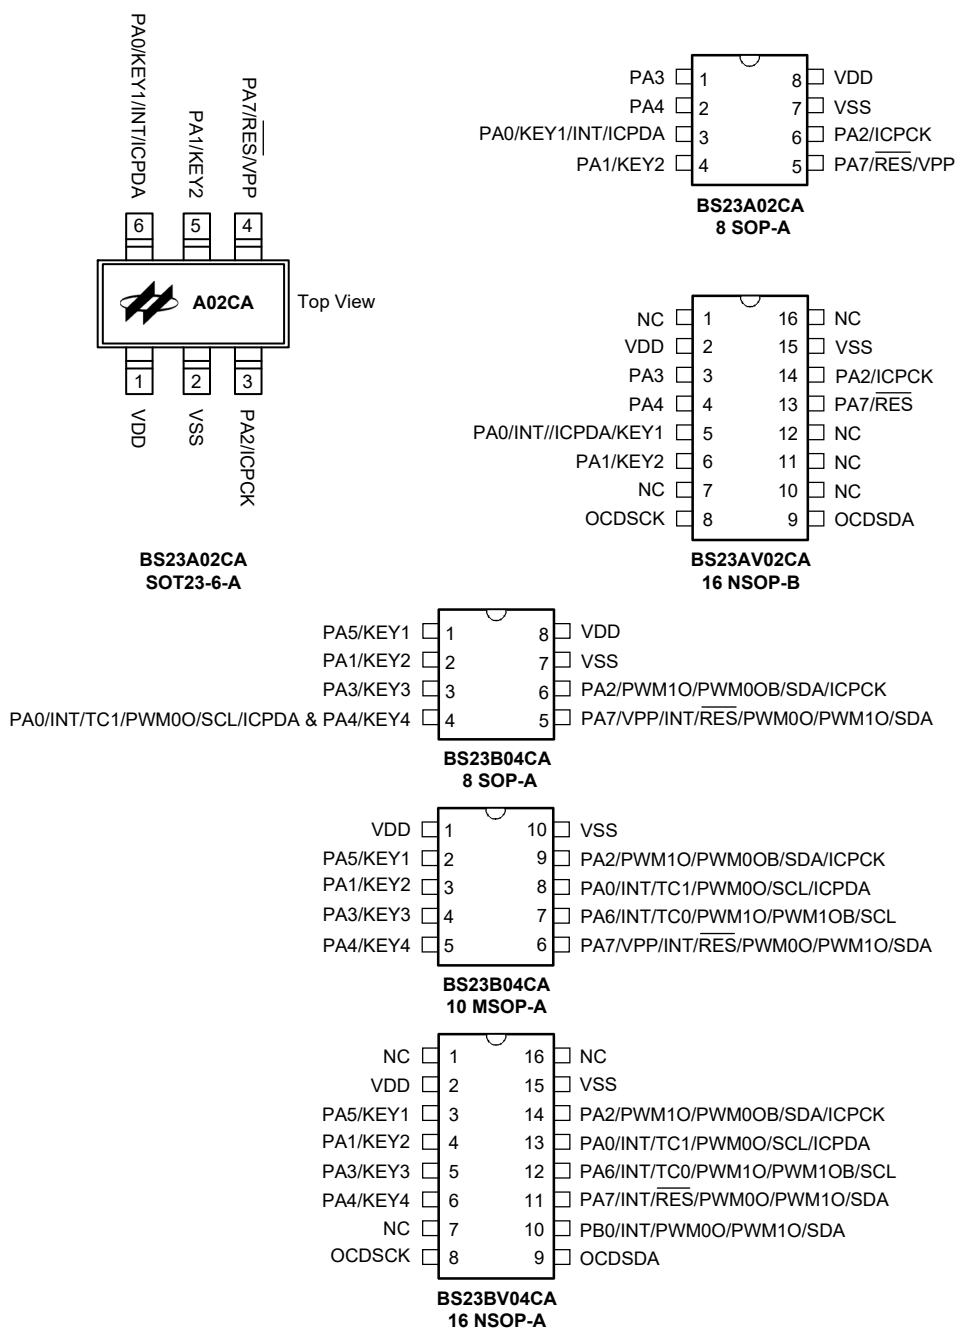 PA0/KEY1/INT/ICPDA
PA1/KEY2
PA7/RES/VPP
6 5 4
A02CA
Top View
1 2 3
VDD
VSS
PA2/ICPCK
BS23A02CA
SOT23-6-A
PA3 1 8 VDD
PA4 2 7 VSS
PA0/KEY1/INT/ICPDA 3 6 PA2/ICPCK
PA1/KEY2 4 5 PA7/RES/VPP
BS23A02CA
8 SOP-A
NC 1 16 NC
VDD 2 15 VSS
PA3 3 14 PA2/ICPCK
PA4 4 13 PA7/RES
PA0/INT//ICPDA/KEY1 5 12 NC
PA1/KEY2 6 11 NC
NC 7 10 NC
OCDSCK 8 9 OCDSDA
BS23AV02CA
16 NSOP-B
PA5/KEY1 1 8 VDD
PA1/KEY2 2 7 VSS
PA3/KEY3 3 6 PA2/PWM1O/PWM0OB/SDA/ICPCK
PA0/INT/TC1/PWM0O/SCL/ICPDA & PA4/KEY4 4 5 PA7/VPP/INT/RES/PWM0O/PWM1O/SDA
BS23B04CA
8 SOP-A
VDD 1 10 VSS
PA5/KEY1 2 9 PA2/PWM1O/PWM0OB/SDA/ICPCK
PA1/KEY2 3 8 PA0/INT/TC1/PWM0O/SCL/ICPDA
PA3/KEY3 4 7 PA6/INT/TC0/PWM1O/PWM1OB/SCL
PA4/KEY4 5 6 PA7/VPP/INT/RES/PWM0O/PWM1O/SDA
BS23B04CA
10 MSOP-A
NC 1 16 NC
VDD 2 15 VSS
PA5/KEY1 3 14 PA2/PWM1O/PWM0OB/SDA/ICPCK
PA1/KEY2 4 13 PA0/INT/TC1/PWM0O/SCL/ICPDA
PA3/KEY3 5 12 PA6/INT/TC0/PWM1O/PWM1OB/SCL
PA4/KEY4 6 11 PA7/INT/RES/PWM0O/PWM1O/SDA
NC 7 10 PB0/INT/PWM0O/PWM1O/SDA
OCDSCK 8 9 OCDSDA
BS23BV04CA
16 NSOP-A